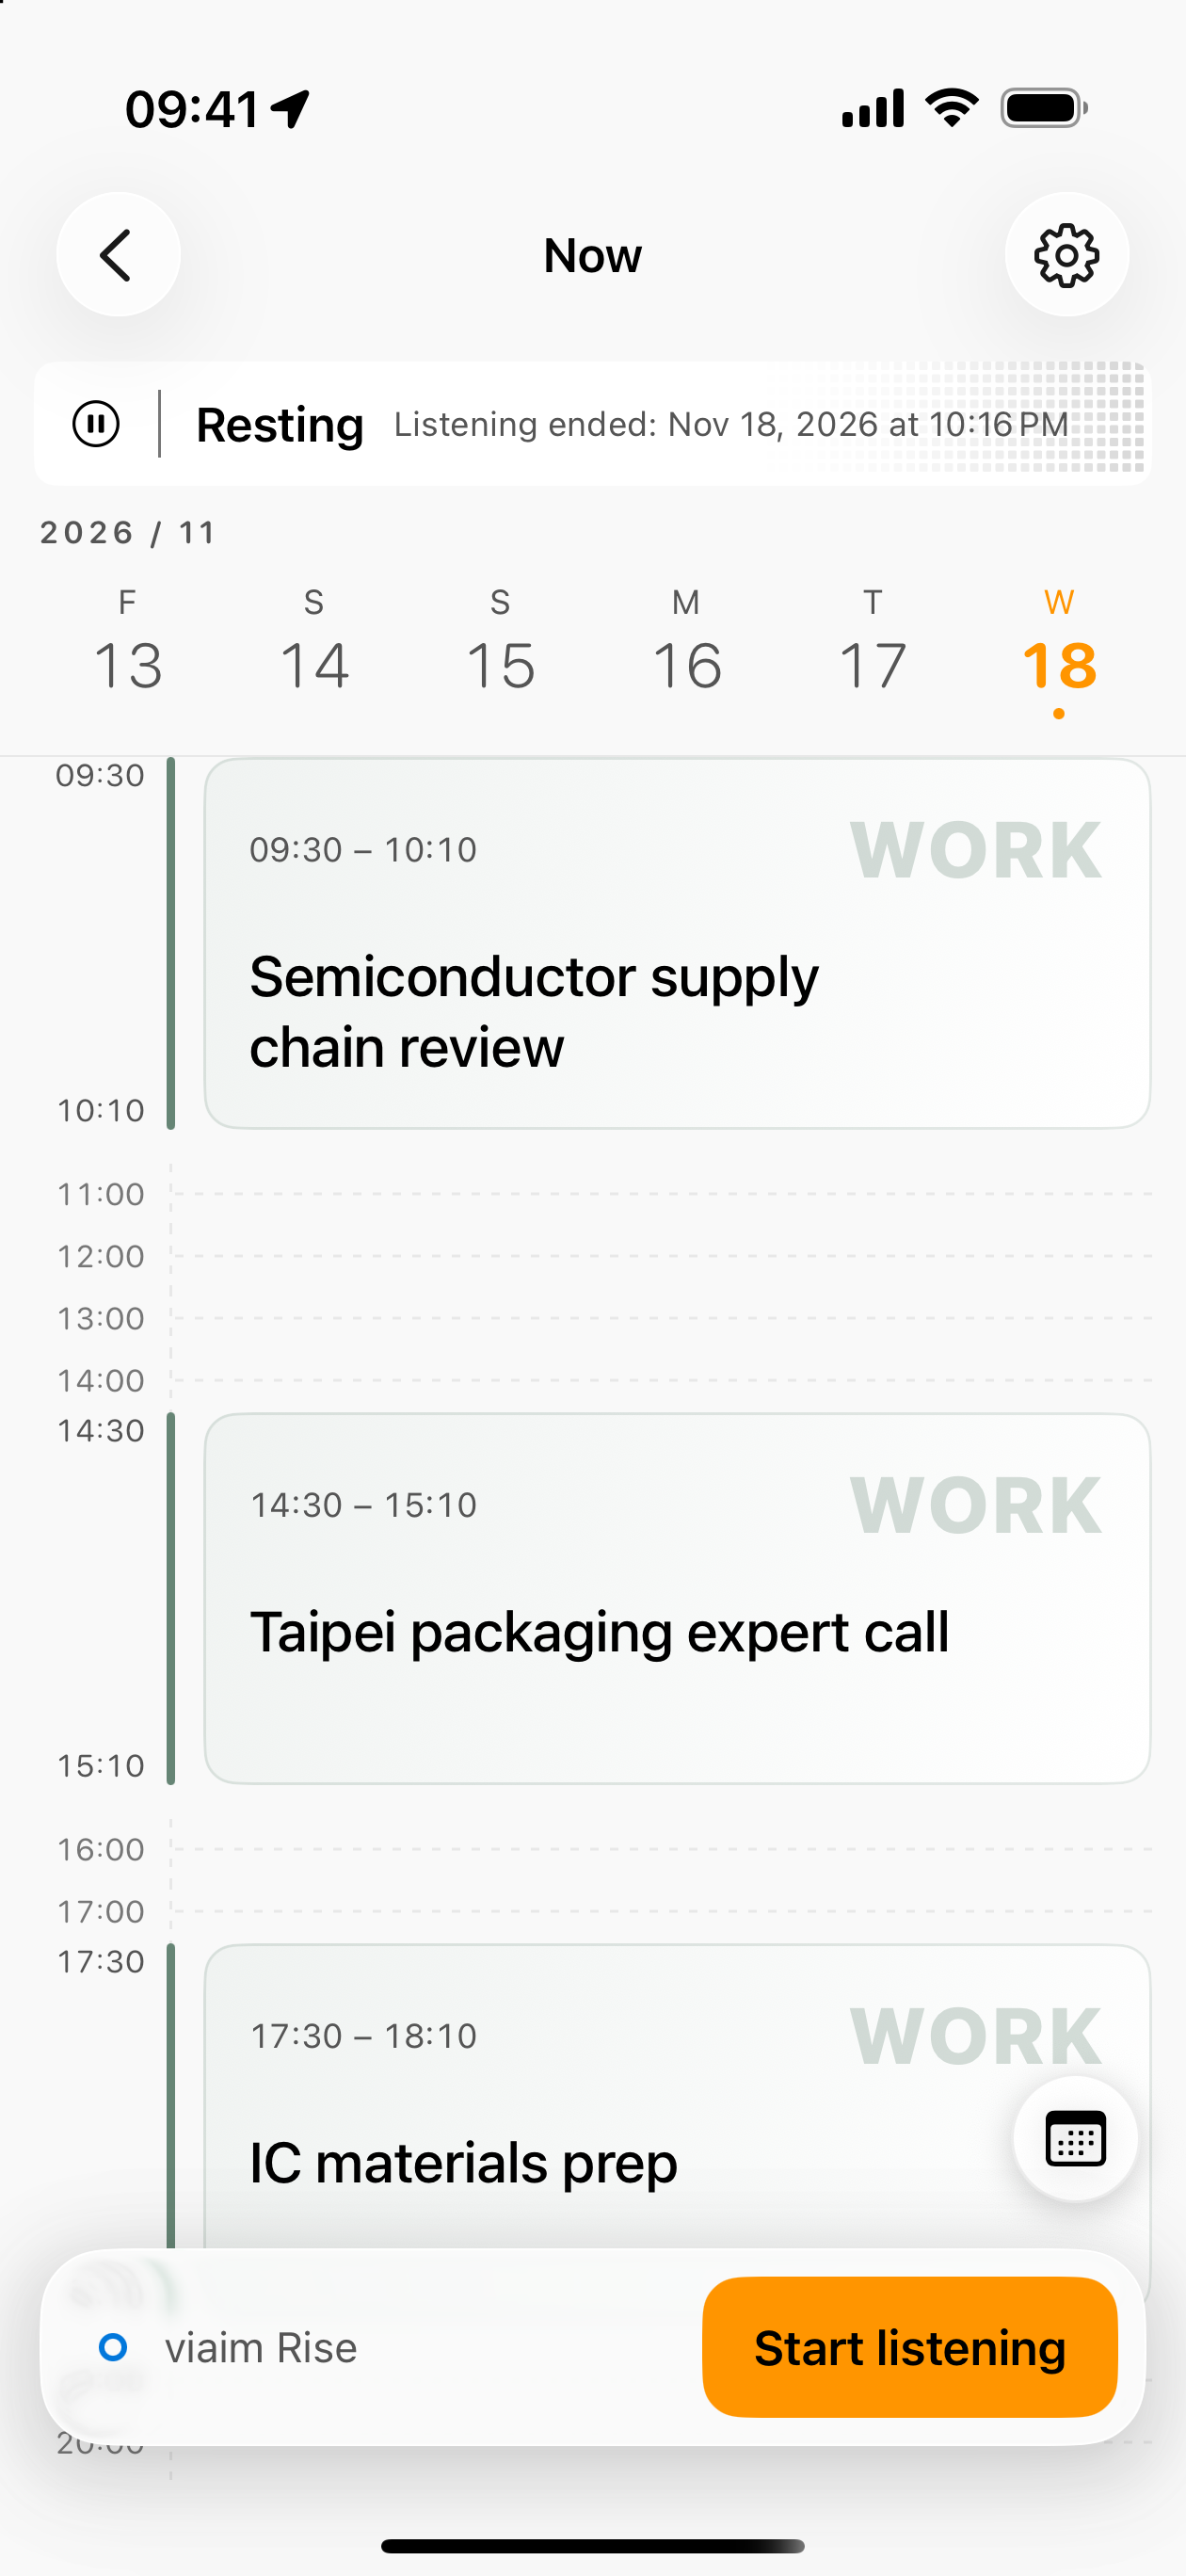 09:41
Now
Resting Listening ended: Nov 18, 2026 at 10:16 PM
2026 / 11
F S S M T W
13 14 15 16 17 18
09:30
09:30 – 10:10 WORK
Semiconductor supply
chain review
10:10
11:00
12:00
13:00
14:00
14:30
14:30 – 15:10 WORK
Taipei packaging expert call
15:10
16:00
17:00
17:30
17:30 – 18:10 WORK
IC materials prep
viaim Rise Start listening
20:00